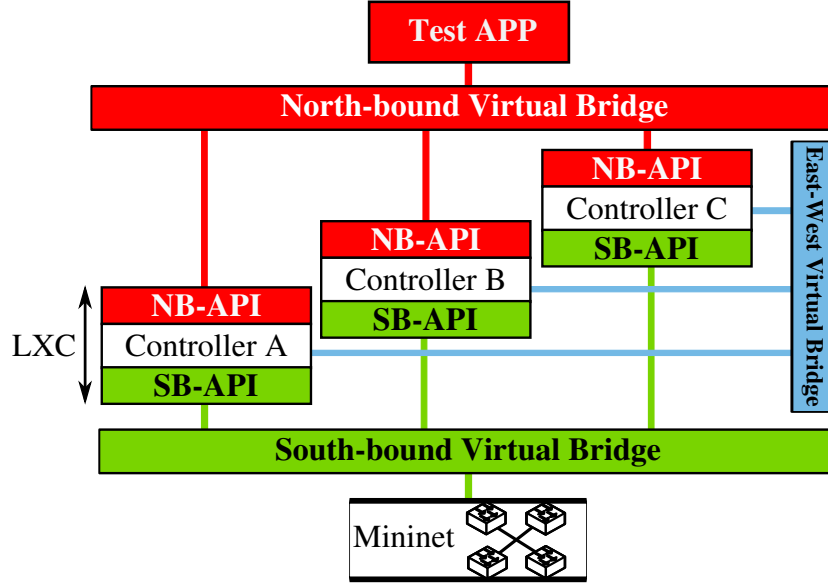 Test APP
North-bound Virtual Bridge
NB-API
Controller C
SB-API
East-West Virtual Bridge
NB-API
Controller B
SB-API
NB-API
Controller A
SB-API
LXC
South-bound Virtual Bridge
Mininet